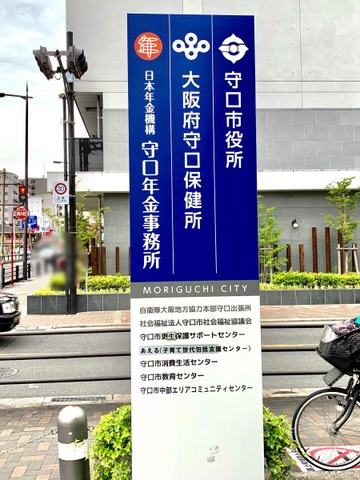 守口市役所
大阪府守口保健所
年
日本年金機構 守口年金事務所
MORIGUCHI CITY
自衛隊大阪地方協力本部守口出張所
社会福祉法人守口市社会福祉協議会
守口市更生保護サポートセンター
あえる(子育て世代包括支援センター)
守口市消費生活センター
守口市教育センター
守口市中部エリアコミュニティセンター
30